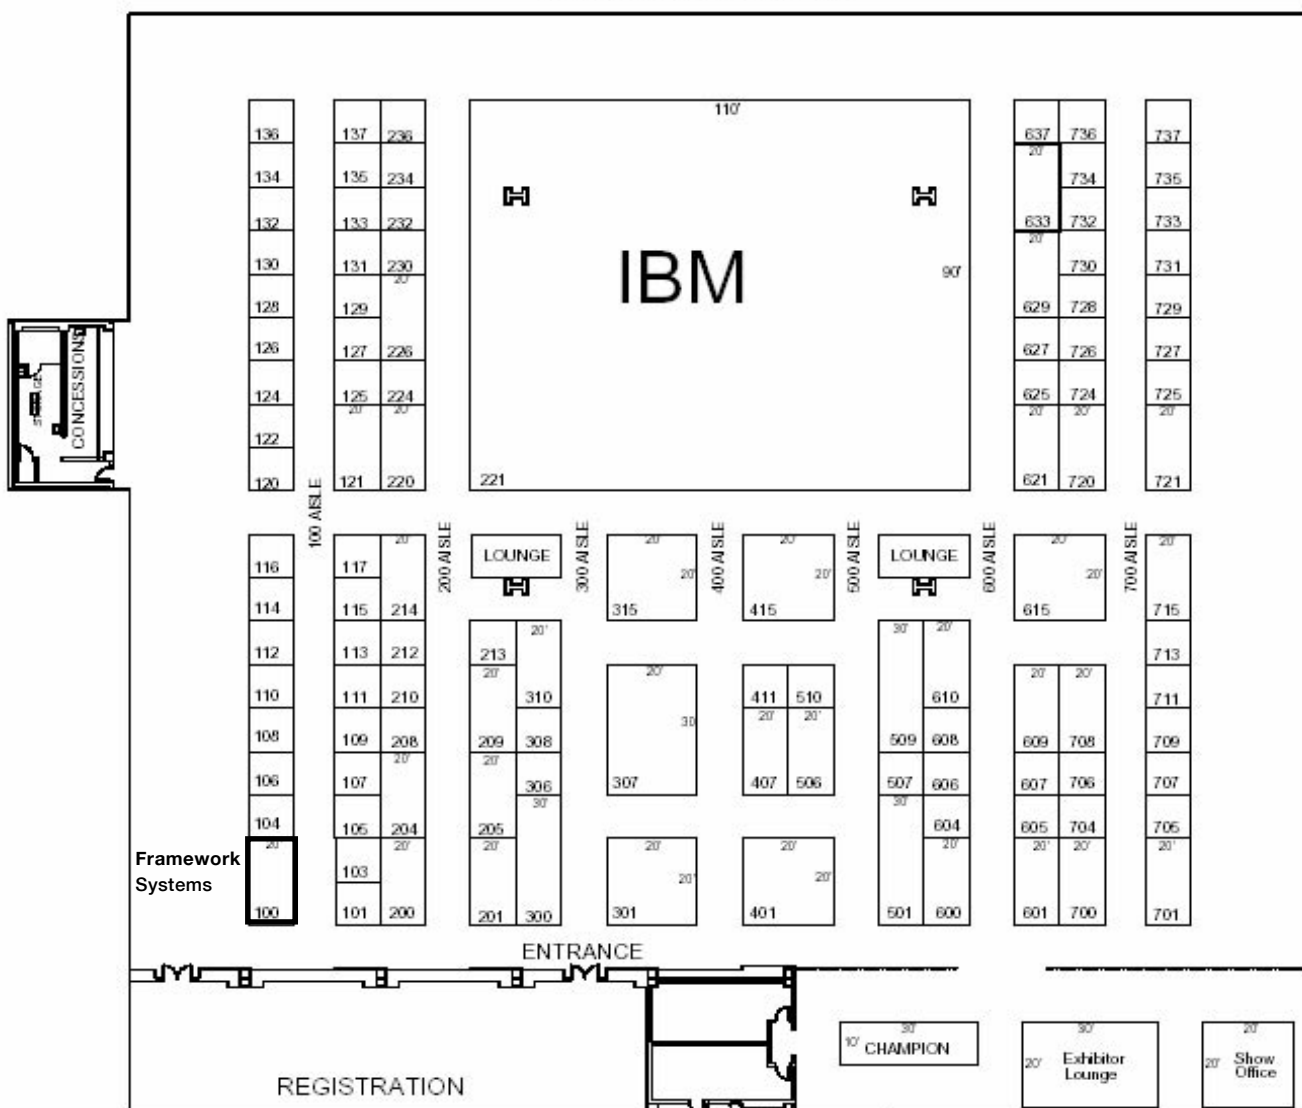 110'
136 137 236 637 736 737
20'
134 135 234 734 735
132 133 232 633 732 733
20'
130 131 230 IBM 90' 730 731
20'
128 129 629 728 729
126 127 226 627 726 727
CONCESSIONS
124 125 224 625 724 725
20' 20' 20' 20' 20'
122
120 121 220 221 621 720 721
100 AISLE 200 AISLE 300 AISLE 400 AISLE 500 AISLE 600 AISLE 700 AISLE
20' 20' 20' 20' 20'
LOUNGE LOUNGE
116 117 20' 20' 20'
114 115 214 315 415 615 715
20' 30' 20'
112 113 212 213 713
20' 20' 20' 20'
110 111 210 310 411 510 610 711
20' 20'
30
108 109 208 209 308 509 608 609 708 709
20' 20'
106 107 306 307 407 506 507 606 607 706 707
30' 30'
104 105 204 205 604 605 704 705
20' 20' 20' 20' 20' 20' 20' 20' 20'
Framework
Systems
103 20' 20'
100 101 200 201 300 301 401 501 600 601 700 701
ENTRANCE
30' 30' 20'
10' CHAMPION
20' Exhibitor
Lounge
20' Show
Office
REGISTRATION